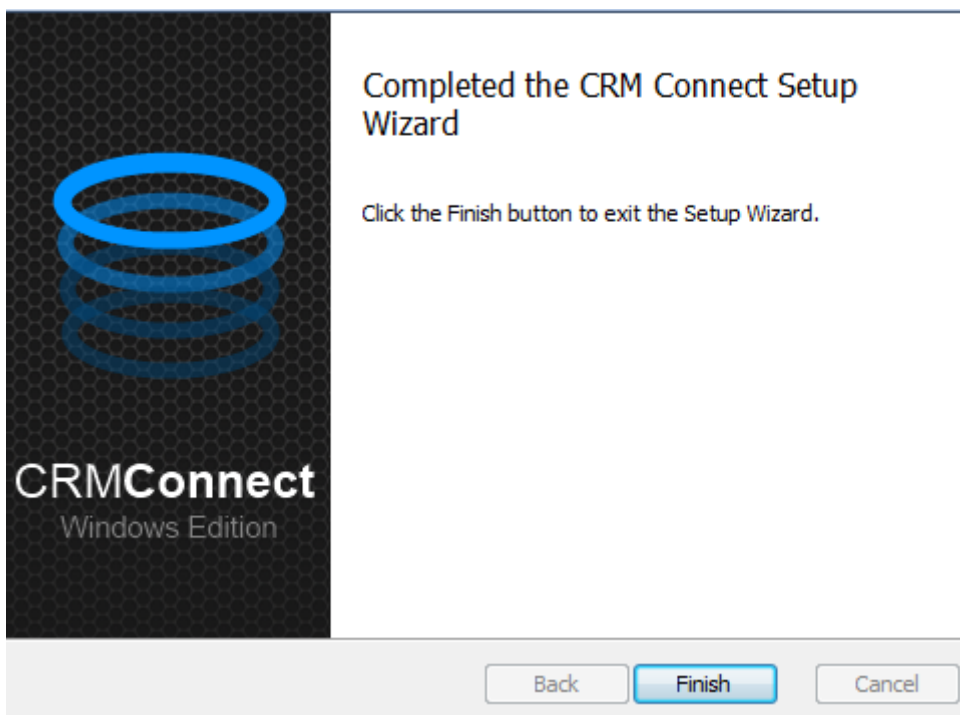 Completed the CRM Connect Setup
Wizard
Click the Finish button to exit the Setup Wizard.
CRMConnect
Windows Edition
Back
Finish
Cancel